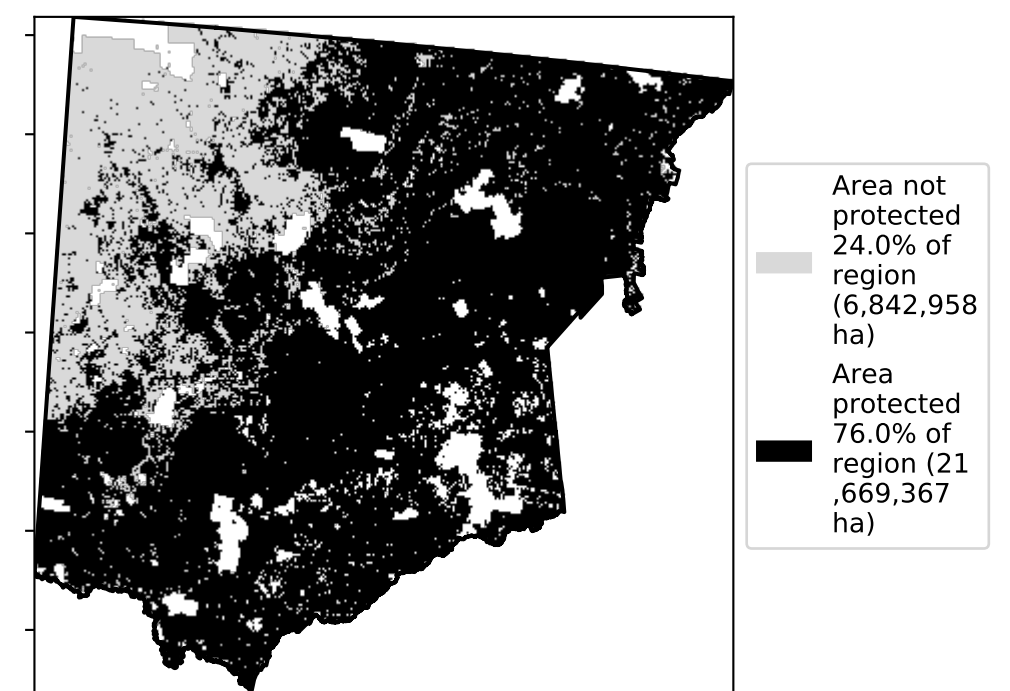 Area not
protected
24.0% of
region
(6,842,958
ha)
Area
protected
76.0% of
region (21
,669,367
ha)